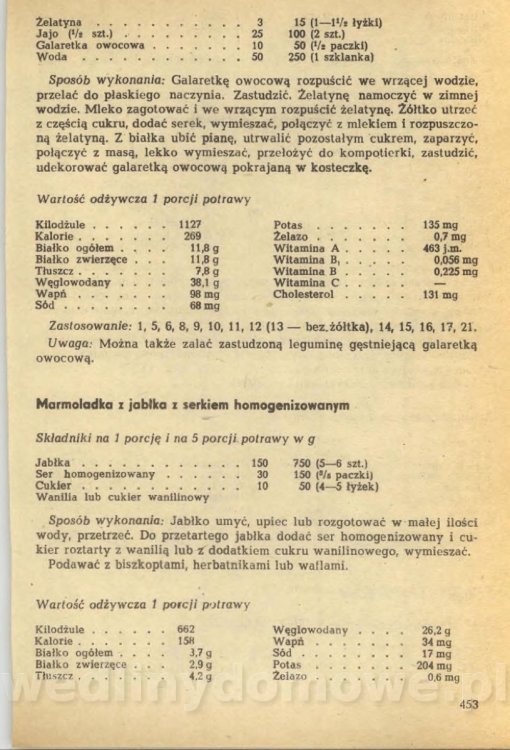 Żelatyna . . . . . . . . . . . 3 15 (1—1¹/₂ łyżki)
Jajo (¹/₂ szt.) . . . . . . . . . 25 100 (2 szt.)
Galaretka owocowa . . . . . . . . 10 50 (¹/₂ paczki)
Woda . . . . . . . . . . . . 50 250 (1 szklanka)
Sposób wykonania: Galaretkę owocową rozpuścić we wrzącej wodzie,
przelać do płaskiego naczynia. Zastudzić. Żelatynę namoczyć w zimnej
wodzie. Mleko zagotować i we wrzącym rozpuścić żelatynę. Żółtko utrzeć
z częścią cukru, dodać serek, wymieszać, połączyć z mlekiem i rozpuszczo-
ną żelatyną. Z białka ubić pianę, utrwalić pozostałym cukrem, zaparzyć,
połączyć z masą, lekko wymieszać, przełożyć do kompotierki, zastudzić,
udekorować galaretką owocową pokrajaną w kosteczkę.
Wartość odżywcza 1 porcji potrawy
Kilodżule . . . . . . 1127 Potas . . . . . . . 135 mg
Kalorie . . . . . . . 269 Żelazo . . . . . . . 0,7 mg
Białko ogółem . . . . 11,8 g Witamina A . . . . . 463 j.m.
Białko zwierzęce . . . 11,8 g Witamina B₁ . . . . . 0,056 mg
Tłuszcz . . . . . . . 7,8 g Witamina B . . . . . 0,225 mg
Węglowodany . . . . 38,1 g Witamina C . . . . . —
Wapń . . . . . . . 98 mg Cholesterol . . . . . 131 mg
Sód . . . . . . . . 68 mg
Zastosowanie: 1, 5, 6, 8, 9, 10, 11, 12 (13 — bez żółtka), 14, 15, 16, 17, 21.
Uwaga: Można także zalać zastudzoną leguminę gęstniejącą galaretką
owocową.
Marmoladka z jabłka z serkiem homogenizowanym
Składniki na 1 porcję i na 5 porcji potrawy w g
Jabłka . . . . . . . . . . . . 150 750 (5—6 szt.)
Ser homogenizowany . . . . . . 30 150 (³/₄ paczki)
Cukier . . . . . . . . . . . . 10 50 (4—5 łyżek)
Wanilia lub cukier wanilinowy
Sposób wykonania: Jabłko umyć, upiec lub rozgotować w małej ilości
wody, przetrzeć. Do przetartego jabłka dodać ser homogenizowany i cu-
kier roztarty z wanilią lub z dodatkiem cukru wanilinowego, wymieszać.
Podawać z biszkoptami, herbatnikami lub waflami.
Wartość odżywcza 1 porcji potrawy
Kilodżule . . . . . . 662 Węglowodany . . . . 26,2 g
Kalorie . . . . . . . 158 Wapń . . . . . . . 34 mg
Białko ogółem . . . . 3,7 g Sód . . . . . . . . 17 mg
Białko zwierzęce . . . 2,9 g Potas . . . . . . . 204 mg
Tłuszcz . . . . . . . 4,2 g Żelazo . . . . . . . 0,6 mg
wedlinydomowe.pl
453